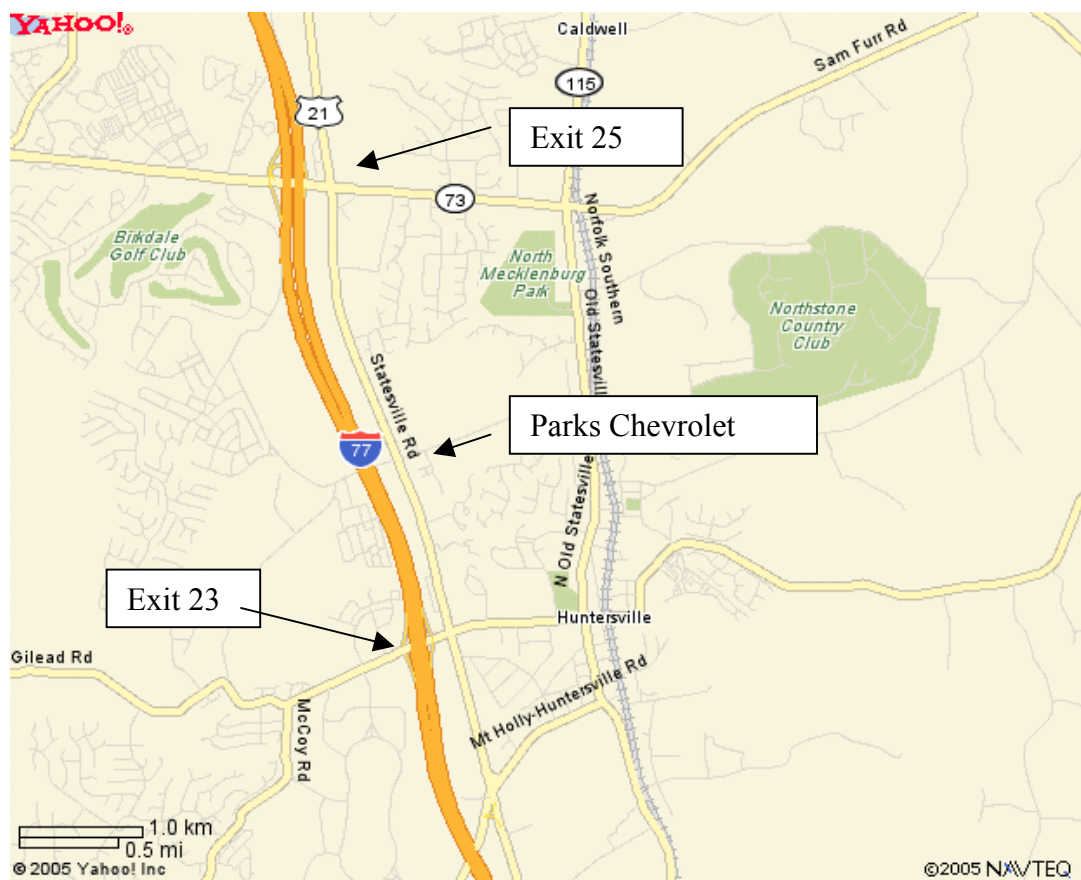 YAHOO!®
Caldwell
Sam Furr Rd
115
21
Exit 25
73
Norfolk Southern
Birkdale
Golf Club
North
Mecklenburg
Park
Old Statesvill
Northstone
Country
Club
Statesville Rd
Parks Chevrolet
77
N Old Statesville
Exit 23
Huntersville
Gilead Rd
McCoy Rd
Mt Holly-Huntersville Rd
1.0 km
0.5 mi
© 2005 Yahoo! Inc
©2005 NAVTEQ